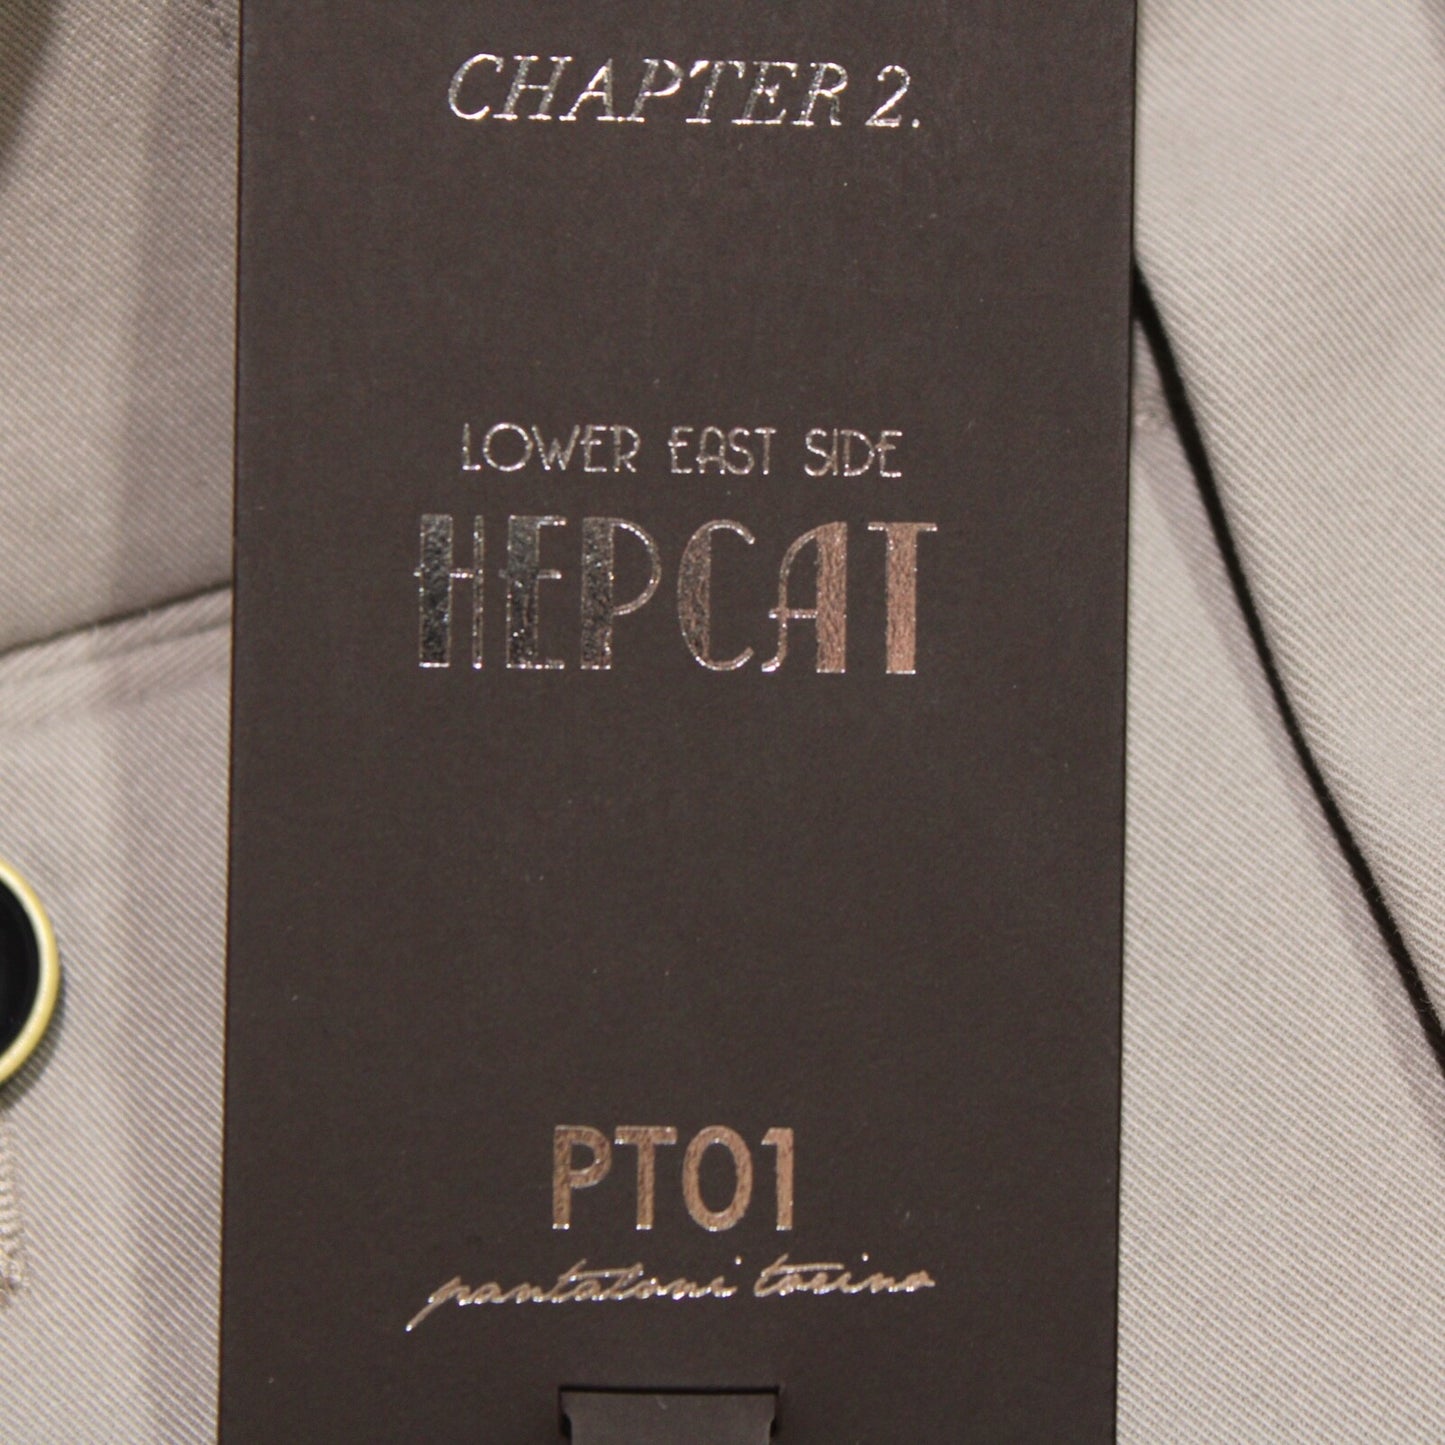 CHAPTER 2.
LOWER EAST SIDE
HEPCAT
PT01
pantaloni torino